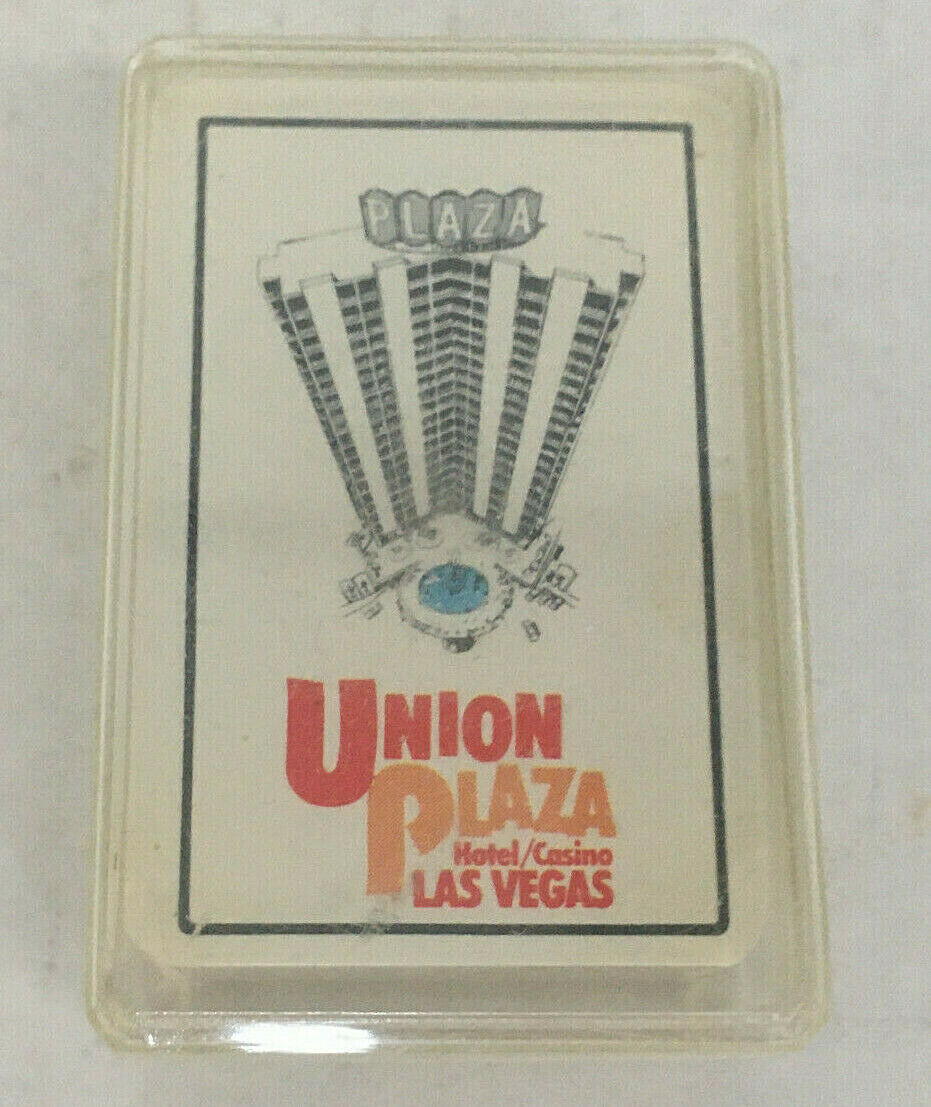 PLAZA
UNION
PLAZA
Hotel/Casino
LAS VEGAS